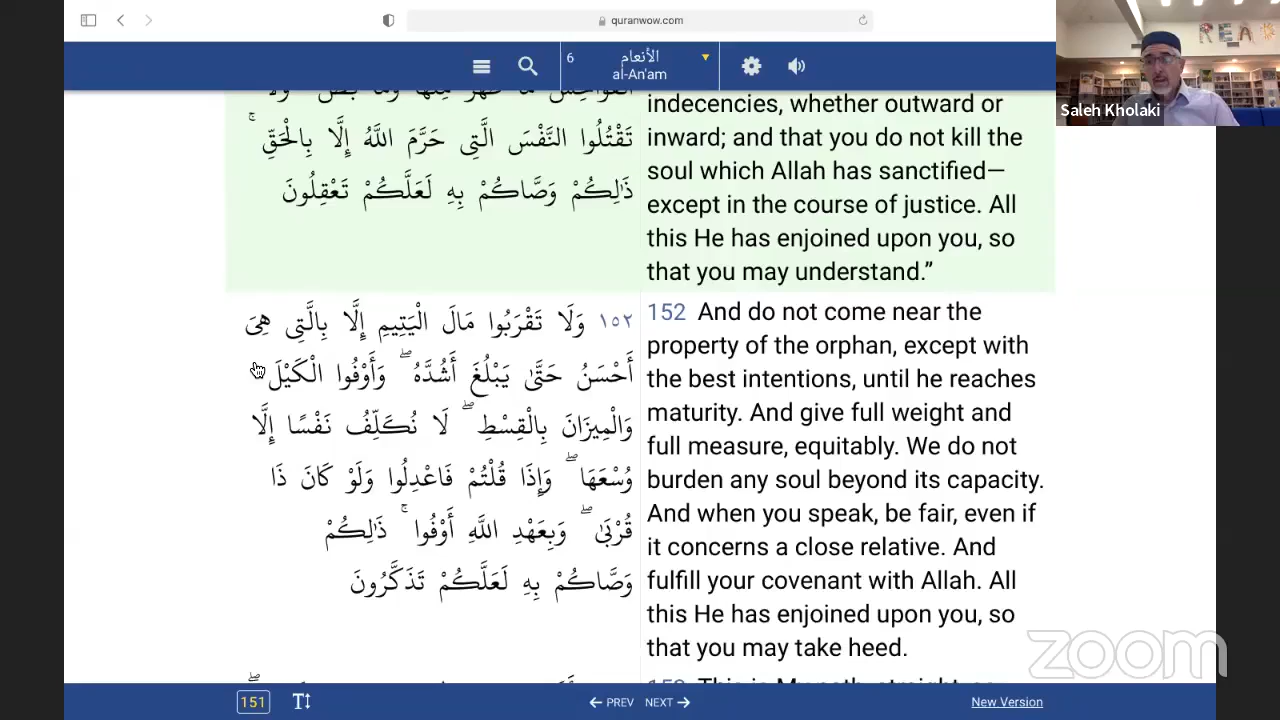 quranwow.com
6
الأنعام
al-An'am
Saleh Kholaki
تَقْتُلُوا النَّفْسَ الَّتِي حَرَّمَ اللَّهُ إِلَّا بِالْحَقِّ ۚ
ذَٰلِكُمْ وَصَّاكُمْ بِهِ لَعَلَّكُمْ تَعْقِلُونَ
indecencies, whether outward or
inward; and that you do not kill the
soul which Allah has sanctified—
except in the course of justice. All
this He has enjoined upon you, so
that you may understand.”
١٥٢ وَلَا تَقْرَبُوا مَالَ الْيَتِيمِ إِلَّا بِالَّتِي هِيَ
أَحْسَنُ حَتَّىٰ يَبْلُغَ أَشُدَّهُ ۖ وَأَوْفُوا الْكَيْلَ
وَالْمِيزَانَ بِالْقِسْطِ ۖ لَا نُكَلِّفُ نَفْسًا إِلَّا
وُسْعَهَا ۖ وَإِذَا قُلْتُمْ فَاعْدِلُوا وَلَوْ كَانَ ذَا
قُرْبَىٰ ۖ وَبِعَهْدِ اللَّهِ أَوْفُوا ۚ ذَٰلِكُمْ
وَصَّاكُمْ بِهِ لَعَلَّكُمْ تَذَكَّرُونَ
152 And do not come near the
property of the orphan, except with
the best intentions, until he reaches
maturity. And give full weight and
full measure, equitably. We do not
burden any soul beyond its capacity.
And when you speak, be fair, even if
it concerns a close relative. And
fulfill your covenant with Allah. All
this He has enjoined upon you, so
that you may take heed.
zoom
151
T
PREV NEXT
New Version